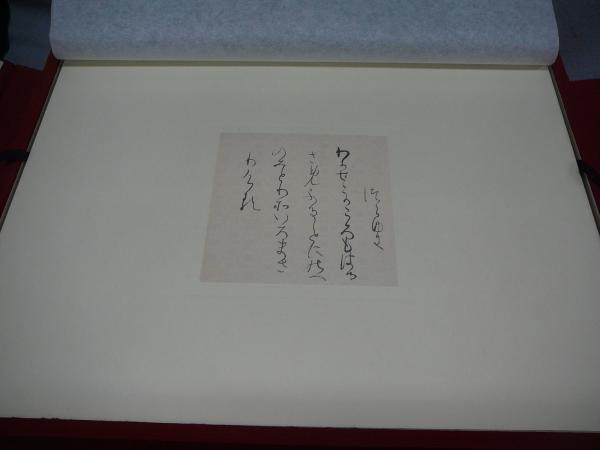 つらゆき
わかせこかころもはる
さめふることにのへ
のみとりそいろまさ
りける